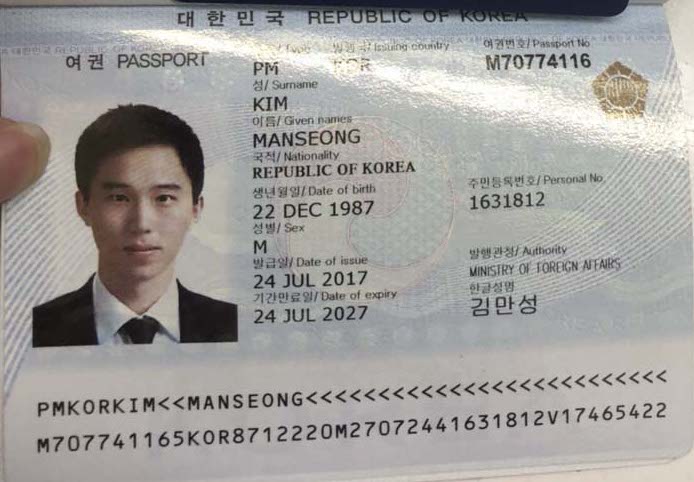 대한민국 REPUBLIC OF KOREA
여권 PASSPORT
종류/ Type 발행국/ Issuing country 여권번호/ Passport No
PM KOR M70774116
성/ Surname
KIM
이름/ Given names
MANSEONG
국적/ Nationality
REPUBLIC OF KOREA
생년월일/ Date of birth 주민등록번호/ Personal No.
22 DEC 1987 1631812
성별/ Sex
M
발급일/ Date of issue 발행관청/ Authority
24 JUL 2017 MINISTRY OF FOREIGN AFFAIRS
기간만료일/ Date of expiry 한글성명
24 JUL 2027 김만성
PMKORKIM<<MANSEONG<<<<<<<<<<<<<<<<<<<<<<<<<<
M707741165KOR8712220M27072441631812V17465422